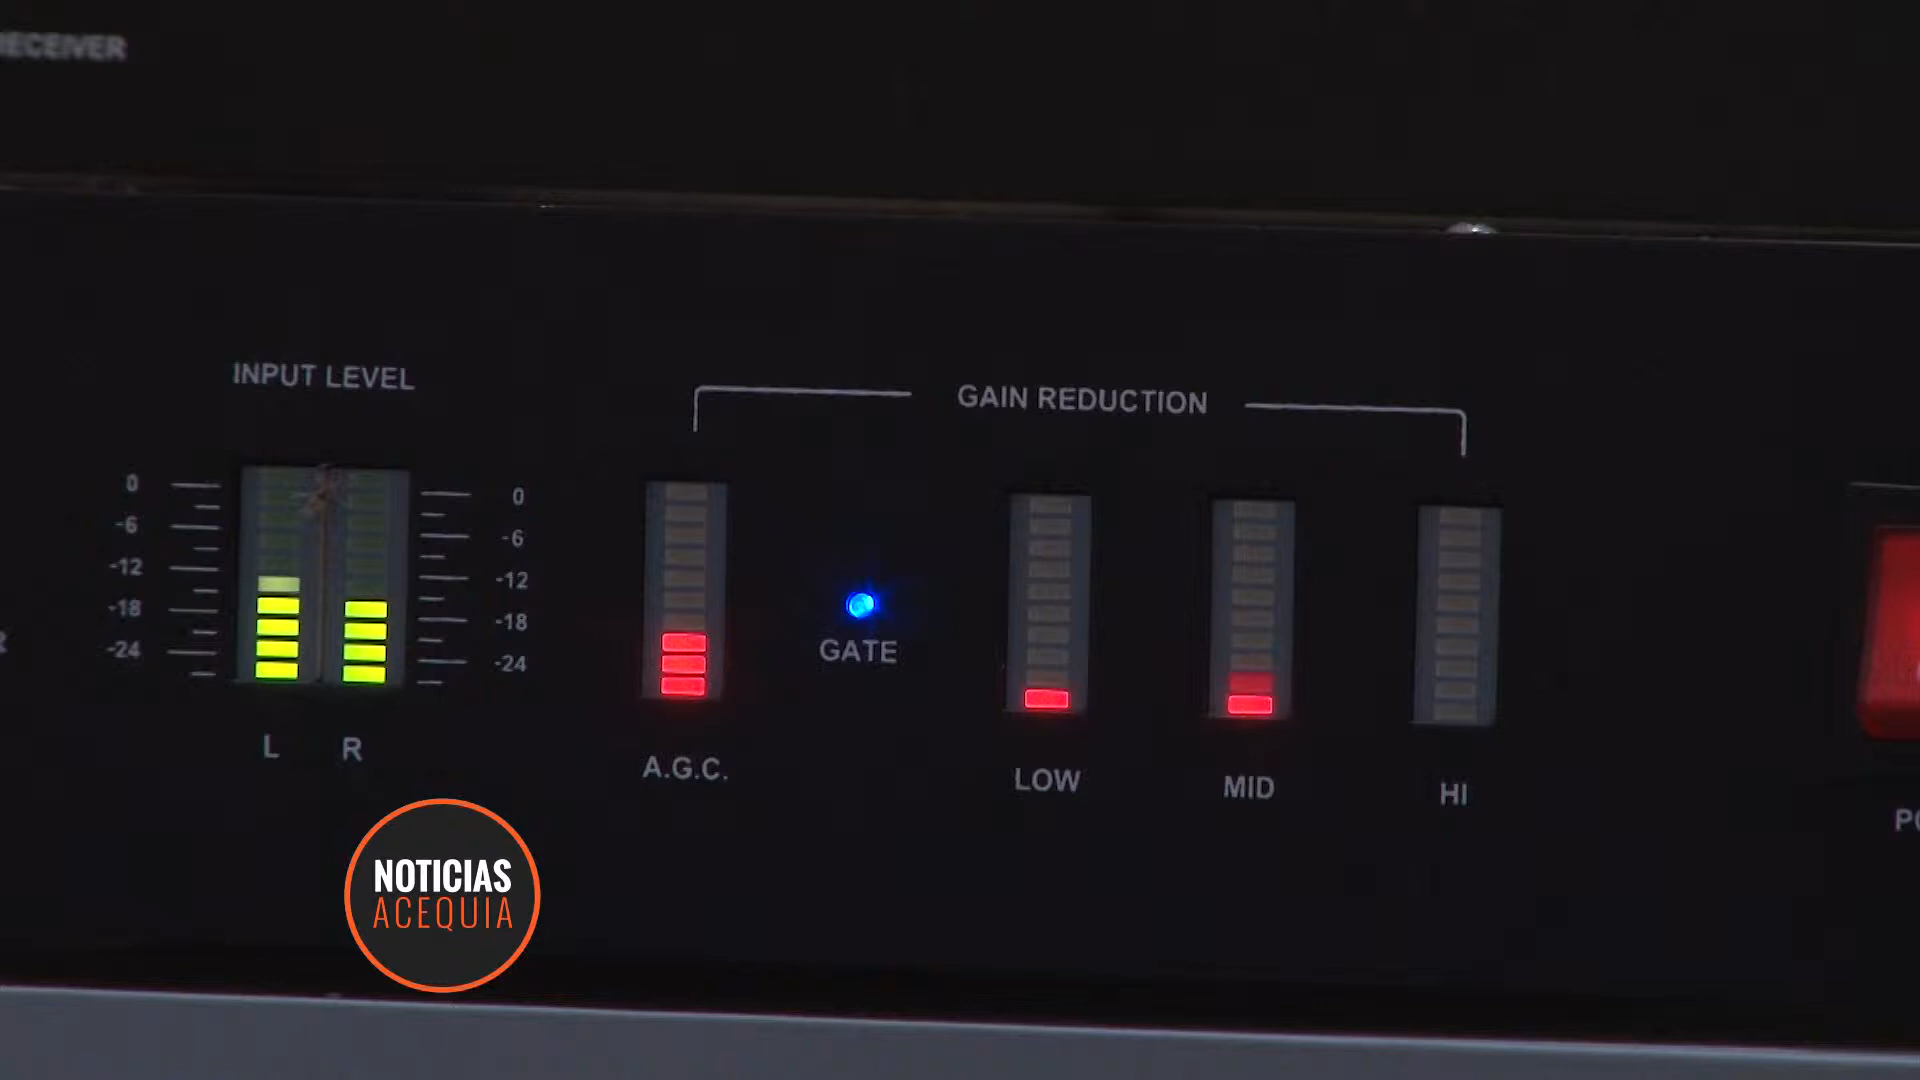 RECEIVER
INPUT LEVEL
GAIN REDUCTION
0
-6
-12
-18
-24
0
-6
-12
-18
-24
GATE
L R
A.G.C.
LOW
MID
HI
NOTICIAS
ACEQUIA